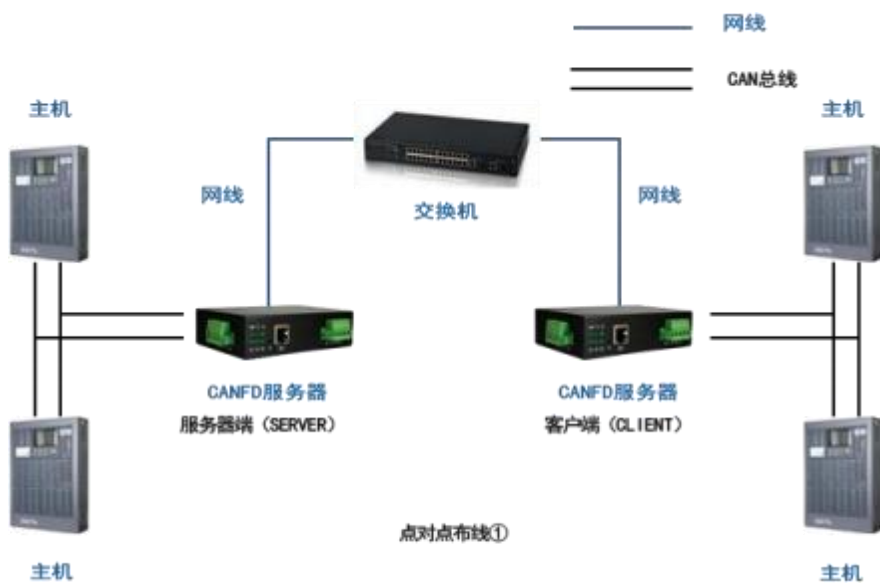 网线
CAN总线
主机
主机
网线
网线
交换机
CANFD服务器
服务器端（SERVER）
CANFD服务器
客户端（CLIENT）
点对点布线①
主机
主机